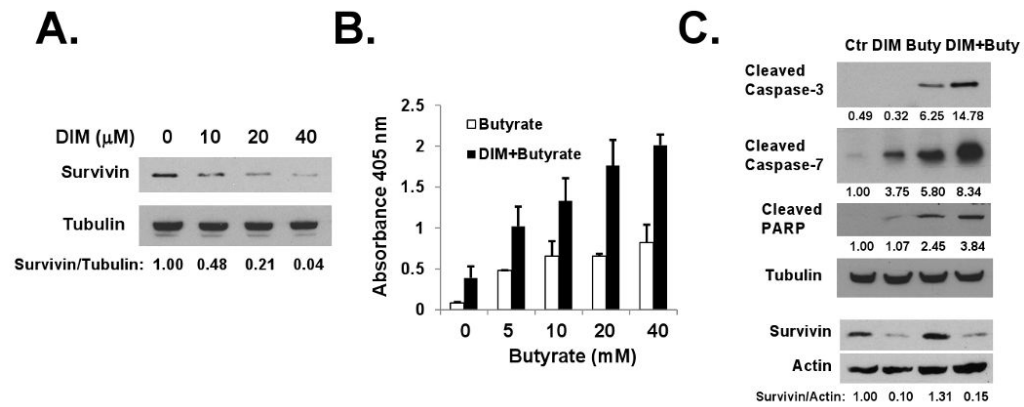 A.
DIM (µM) 0 10 20 40
Survivin
Tubulin
Survivin/Tubulin: 1.00 0.48 0.21 0.04
B.
2.5
2
1.5
1
0.5
0
Absorbance 405 nm
Butyrate
DIM+Butyrate
0 5 10 20 40
Butyrate (mM)
C.
Ctr DIM Buty DIM+Buty
Cleaved
Caspase-3
0.49 0.32 6.25 14.78
Cleaved
Caspase-7
1.00 3.75 5.80 8.34
Cleaved
PARP
1.00 1.07 2.45 3.84
Tubulin
Survivin
Actin
Survivin/Actin: 1.00 0.10 1.31 0.15